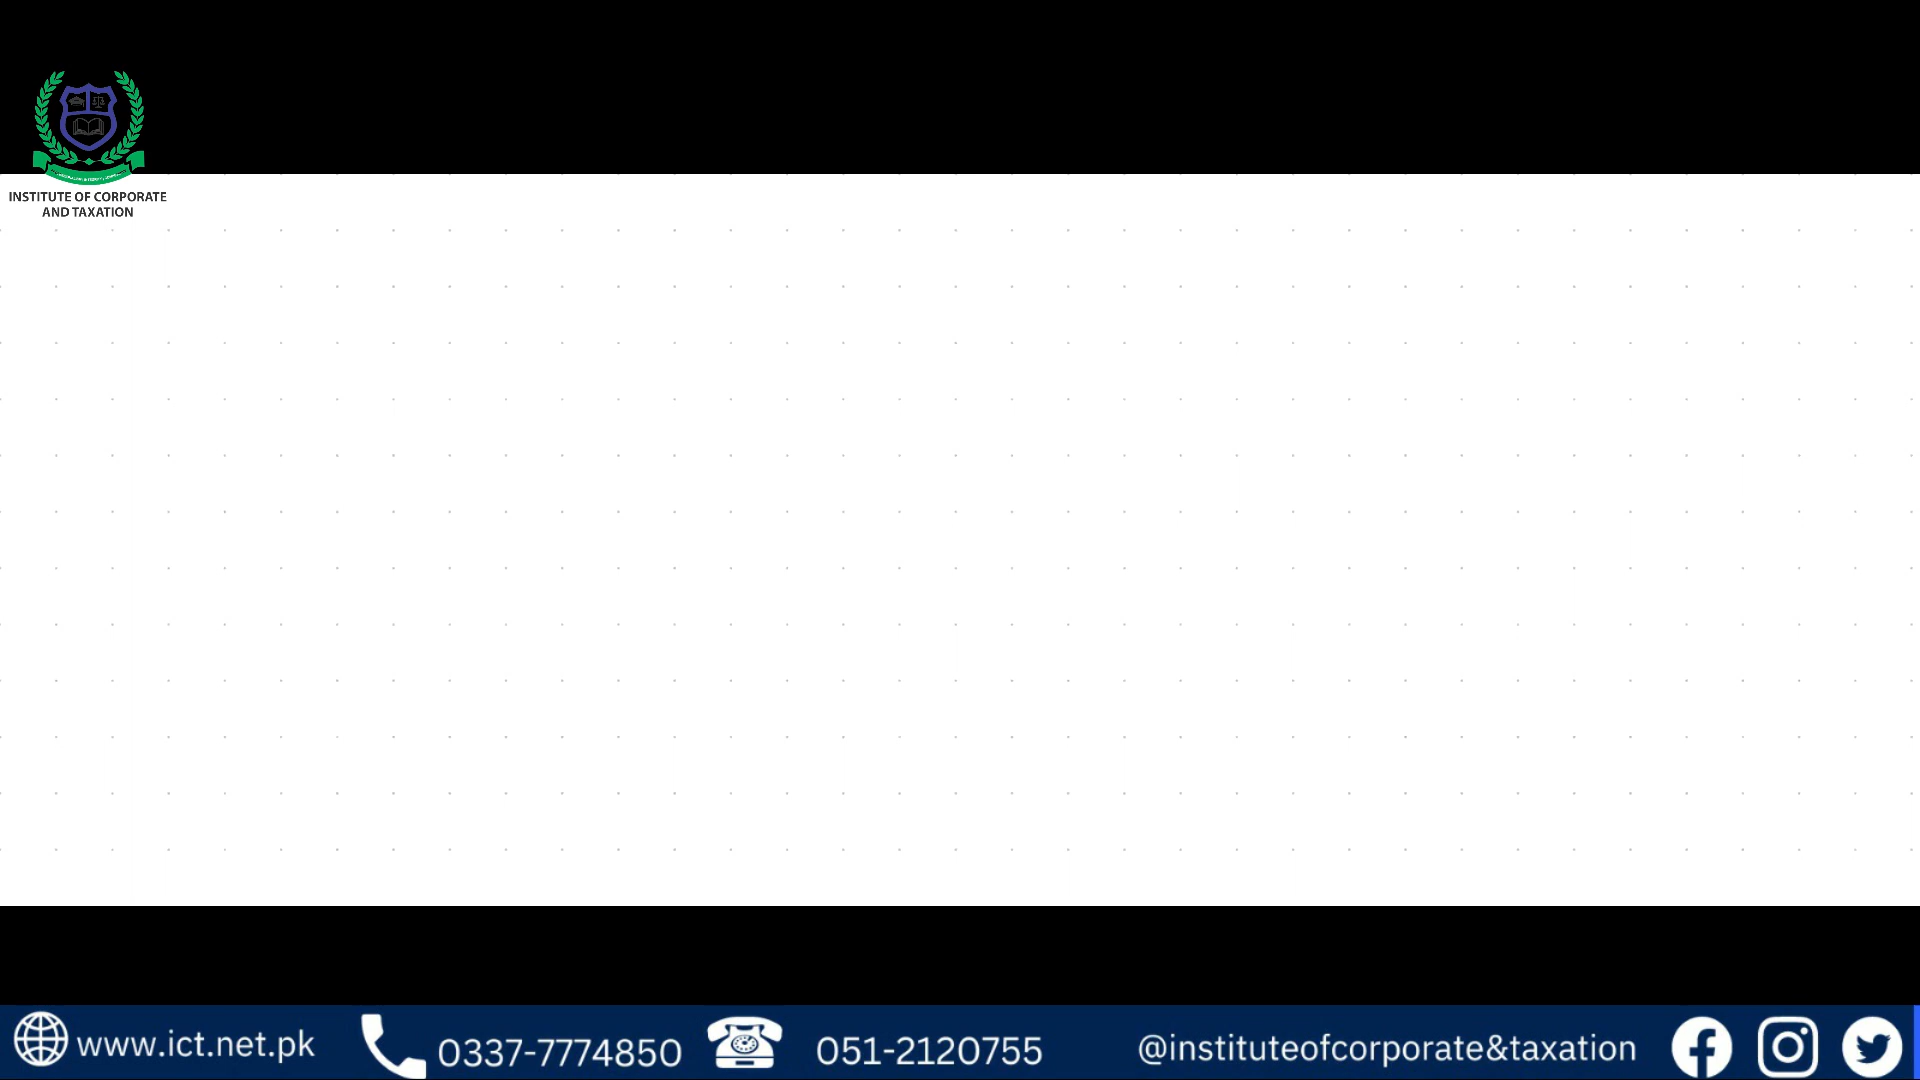 INSTITUTE OF CORPORATE
AND TAXATION
www.ict.net.pk
0337-7774850
051-2120755
@instituteofcorporate&taxation